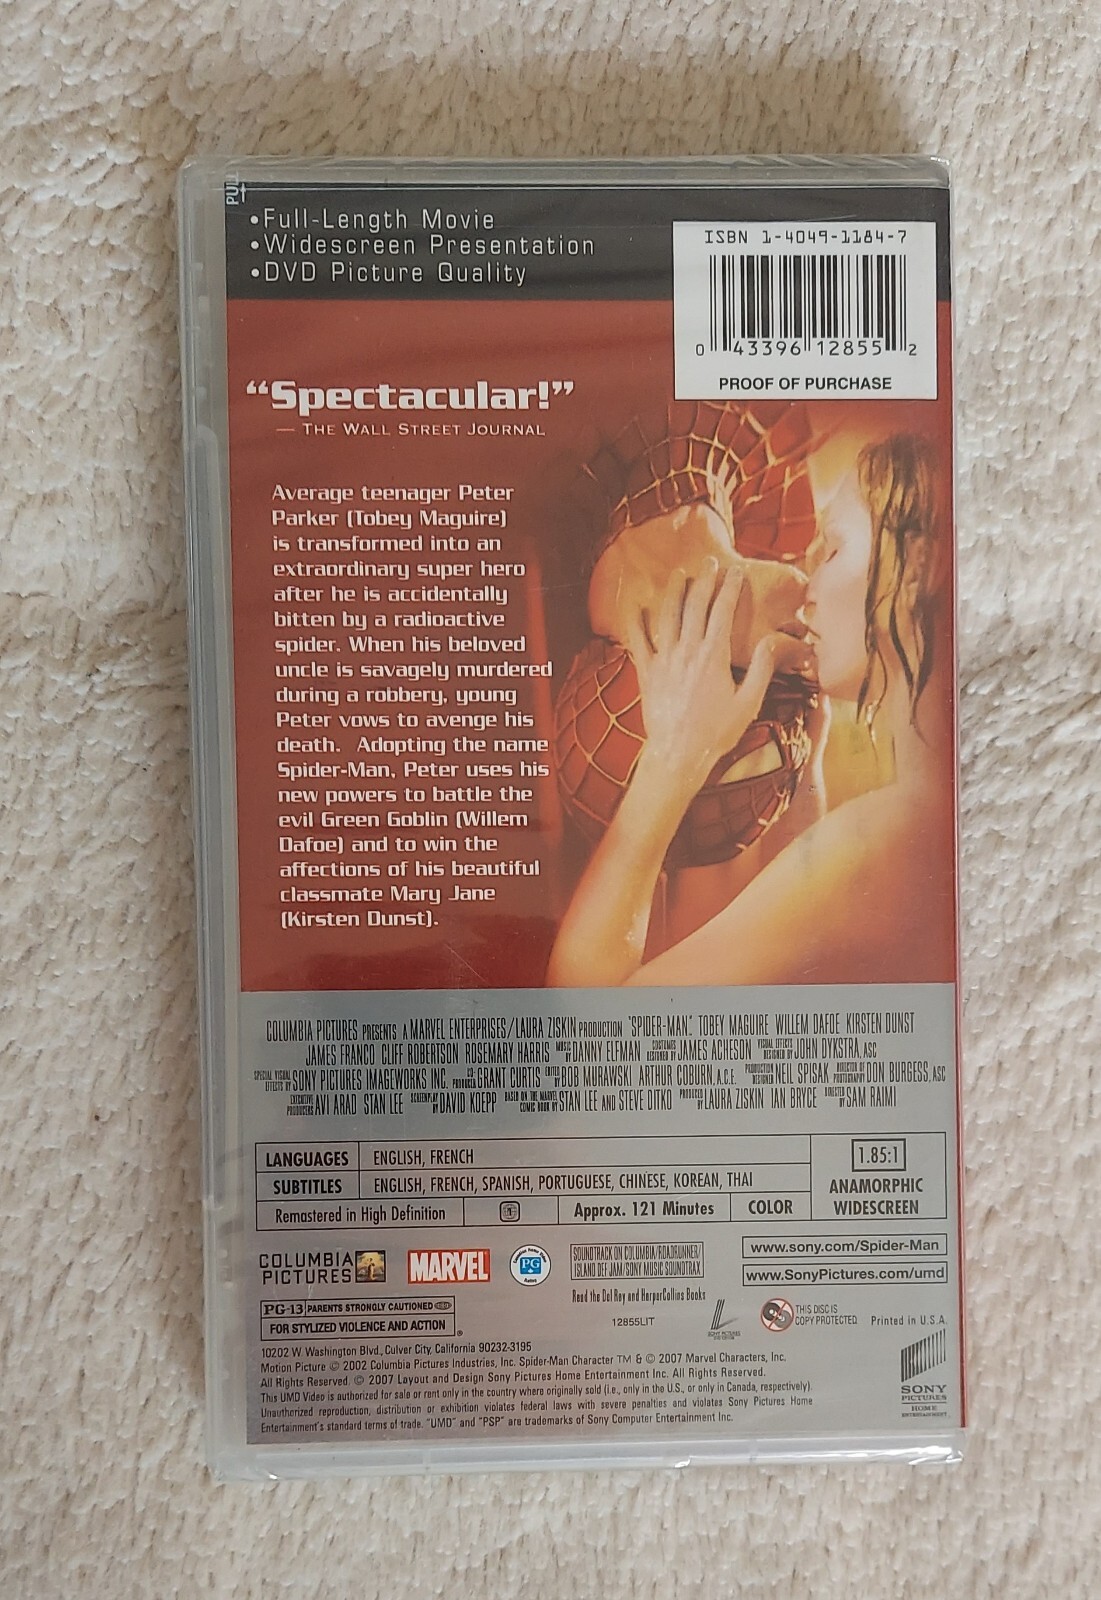 PULL
•Full-Length Movie
•Widescreen Presentation
•DVD Picture Quality
ISBN 1-4049-1184-7
0 43396 12855 2
PROOF OF PURCHASE
“Spectacular!”
— THE WALL STREET JOURNAL
Average teenager Peter
Parker (Tobey Maguire)
is transformed into an
extraordinary super hero
after he is accidentally
bitten by a radioactive
spider. When his beloved
uncle is savagely murdered
during a robbery, young
Peter vows to avenge his
death. Adopting the name
Spider-Man, Peter uses his
new powers to battle the
evil Green Goblin (Willem
Dafoe) and to win the
affections of his beautiful
classmate Mary Jane
(Kirsten Dunst).
COLUMBIA PICTURES PRESENTS A MARVEL ENTERPRISES/LAURA ZISKIN PRODUCTION "SPIDER-MAN." TOBEY MAGUIRE WILLEM DAFOE KIRSTEN DUNST
JAMES FRANCO CLIFF ROBERTSON ROSEMARY HARRIS MUSIC BY DANNY ELFMAN COSTUMES DESIGNED BY JAMES ACHESON VISUAL EFFECTS DESIGNED BY JOHN DYKSTRA, ASC
SPECIAL VISUAL EFFECTS BY SONY PICTURES IMAGEWORKS INC. CO-PRODUCER GRANT CURTIS EDITED BY BOB MURAWSKI ARTHUR COBURN, A.C.E. PRODUCTION DESIGNER NEIL SPISAK DIRECTOR OF PHOTOGRAPHY DON BURGESS, ASC
EXECUTIVE PRODUCERS AVI ARAD STAN LEE SCREENPLAY BY DAVID KOEPP BASED ON THE MARVEL COMIC BOOK BY STAN LEE AND STEVE DITKO PRODUCED BY LAURA ZISKIN IAN BRYCE DIRECTED BY SAM RAIMI
LANGUAGES ENGLISH, FRENCH
SUBTITLES ENGLISH, FRENCH, SPANISH, PORTUGUESE, CHINESE, KOREAN, THAI
Remastered in High Definition Approx. 121 Minutes COLOR
1.85:1
ANAMORPHIC
WIDESCREEN
COLUMBIA
PICTURES
MARVEL
PG
SOUNDTRACK ON COLUMBIA/ROADRUNNER/
ISLAND DEF JAM/SONY MUSIC SOUNDTRAX
Read the Del Rey and HarperCollins Books
www.sony.com/Spider-Man
www.SonyPictures.com/umd
PG-13 PARENTS STRONGLY CAUTIONED
FOR STYLIZED VIOLENCE AND ACTION
12855LIT
THIS DISC IS
COPY PROTECTED
Printed in U.S.A.
10202 W. Washington Blvd., Culver City, California 90232-3195
Motion Picture © 2002 Columbia Pictures Industries, Inc. Spider-Man Character TM & © 2007 Marvel Characters, Inc.
All Rights Reserved. © 2007 Layout and Design Sony Pictures Home Entertainment Inc. All Rights Reserved.
This UMD Video is authorized for sale or rent only in the country where originally sold (i.e., only in the U.S., or only in Canada, respectively).
Unauthorized reproduction, distribution or exhibition violates federal laws with severe penalties and violates Sony Pictures Home
Entertainment's standard terms of trade. "UMD" and "PSP" are trademarks of Sony Computer Entertainment Inc.
SONY
PICTURES
HOME
ENTERTAINMENT